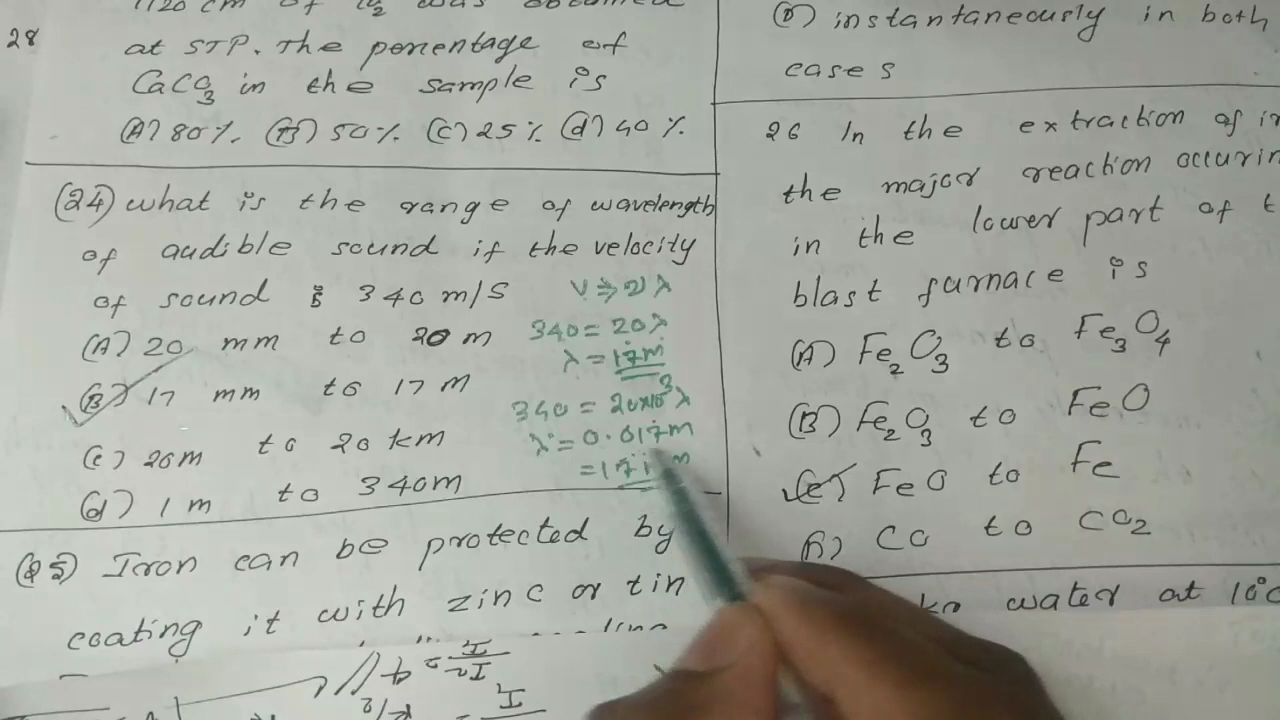 28
at STP. The percentage of
CaCO3 in the sample is
(A) 80%. (B) 50% (C) 25% (d) 40%.
(24) what is the range of wavelength
of audible sound if the velocity
of sound is 340 m/s
(A) 20 mm to 20 m
(B) 17 mm to 17 m
(c) 20m to 20 km
(d) 1 m to 340m
V ⇒ νλ
340 = 20λ
λ = 17m
340 = 20x10³λ
λ = 0.017m
(25) Iron can be protected by
coating it with zinc or tin
(D) instantaneously in both
cases
26 In the extraction of
the major reaction
in the lower part of
blast furnace is
(A) Fe2O3 to Fe3O4
(B) Fe2O3 to FeO
(c) FeO to Fe
(D) CO to CO2
water at 10°C